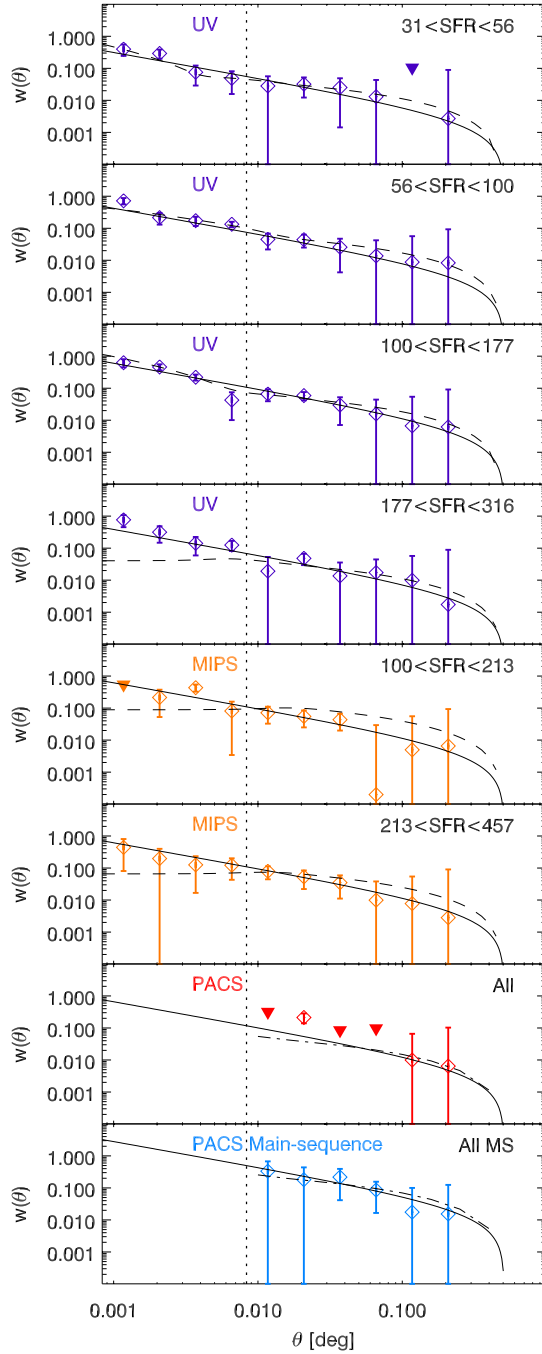 UV 31<SFR<56
1.000
0.100
0.010
0.001
w(θ)
UV 56<SFR<100
1.000
0.100
0.010
0.001
w(θ)
UV 100<SFR<177
1.000
0.100
0.010
0.001
w(θ)
UV 177<SFR<316
1.000
0.100
0.010
0.001
w(θ)
MIPS 100<SFR<213
1.000
0.100
0.010
0.001
w(θ)
MIPS 213<SFR<457
1.000
0.100
0.010
0.001
w(θ)
PACS All
1.000
0.100
0.010
0.001
w(θ)
PACS Main-sequence All MS
1.000
0.100
0.010
0.001
w(θ)
0.001 0.010 0.100
θ [deg]